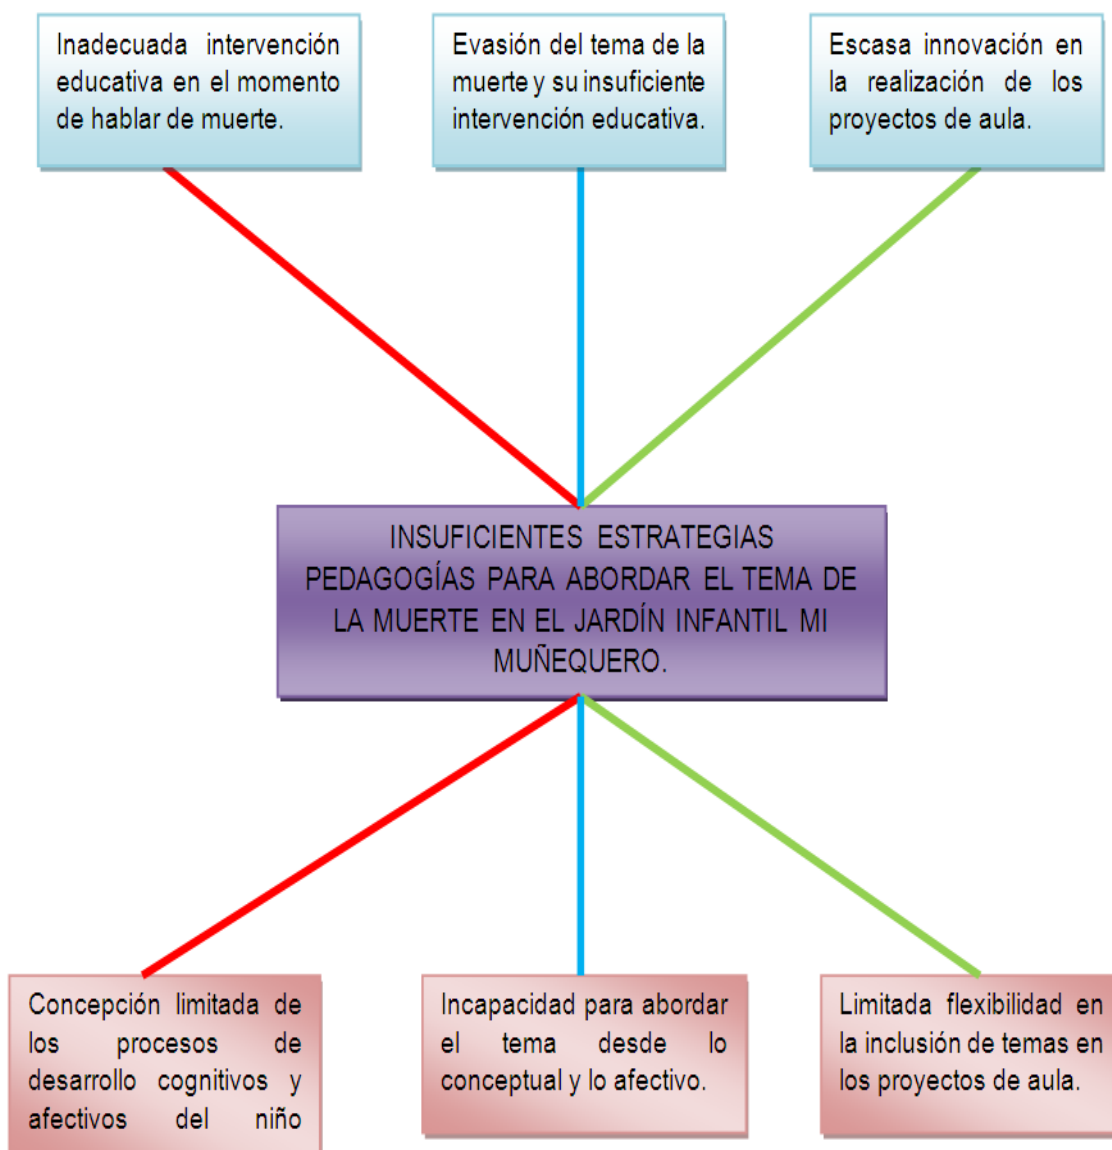 Inadecuada intervención
educativa en el momento
de hablar de muerte.
Evasión del tema de la
muerte y su insuficiente
intervención educativa.
Escasa innovación en
la realización de los
proyectos de aula.
INSUFICIENTES ESTRATEGIAS
PEDAGOGÍAS PARA ABORDAR EL TEMA DE
LA MUERTE EN EL JARDÍN INFANTIL MI
MUÑEQUERO.
Concepción limitada de
los procesos de
desarrollo cognitivos y
afectivos del niño
Incapacidad para abordar
el tema desde lo
conceptual y lo afectivo.
Limitada flexibilidad en
la inclusión de temas en
los proyectos de aula.